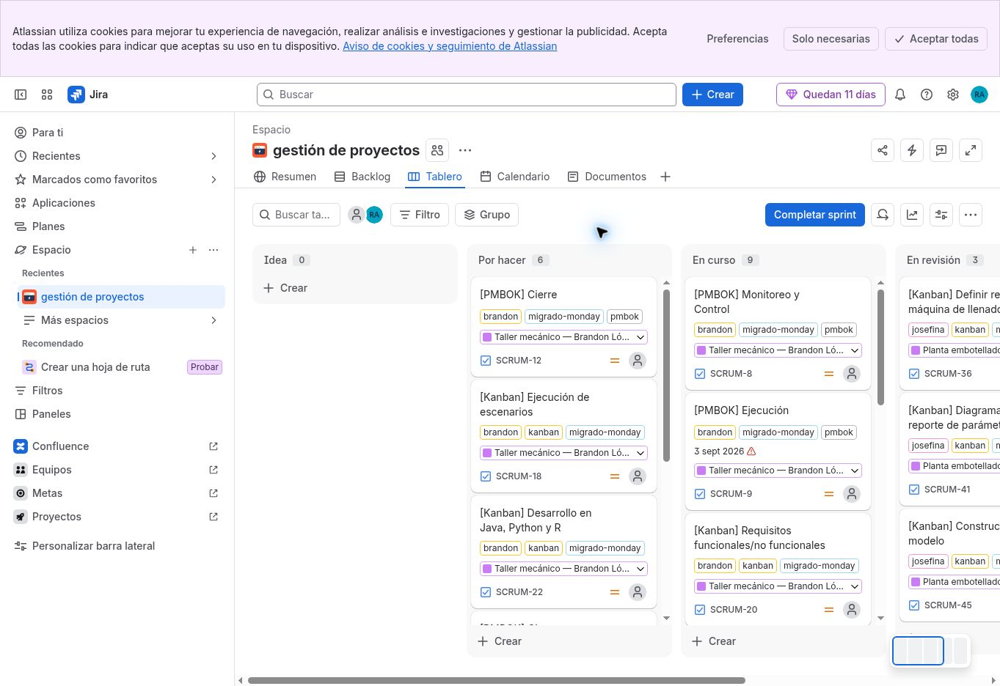 Atlassian utiliza cookies para mejorar tu experiencia de navegación, realizar análisis e investigaciones y gestionar la publicidad. Acepta
todas las cookies para indicar que aceptas su uso en tu dispositivo. Aviso de cookies y seguimiento de Atlassian
Preferencias
Solo necesarias
Aceptar todas
Jira
Buscar
Crear
Quedan 11 días
RA
Para ti
Recientes
Marcados como favoritos
Aplicaciones
Planes
Espacio
Recientes
gestión de proyectos
Más espacios
Recomendado
Crear una hoja de ruta
Probar
Filtros
Paneles
Confluence
Equipos
Metas
Proyectos
Personalizar barra lateral
Espacio
gestión de proyectos
Resumen
Backlog
Tablero
Calendario
Documentos
Buscar ta...
RA
Filtro
Grupo
Completar sprint
Idea 0
Crear
Por hacer 6
[PMBOK] Cierre
brandon migrado-monday pmbok
Taller mecánico — Brandon Ló...
SCRUM-12
[Kanban] Ejecución de
escenarios
brandon kanban migrado-monday
Taller mecánico — Brandon Ló...
SCRUM-18
[Kanban] Desarrollo en
Java, Python y R
brandon kanban migrado-monday
Taller mecánico — Brandon Ló...
SCRUM-22
Crear
En curso 9
[PMBOK] Monitoreo y
Control
brandon migrado-monday pmbok
Taller mecánico — Brandon Ló...
SCRUM-8
[PMBOK] Ejecución
brandon migrado-monday pmbok
3 sept 2026
Taller mecánico — Brandon Ló...
SCRUM-9
[Kanban] Requisitos
funcionales/no funcionales
brandon kanban migrado-monday
Taller mecánico — Brandon Ló...
SCRUM-20
Crear
En revisión 3
[Kanban] Definir re
máquina de llenado
josefina kanban
Planta embotellado
SCRUM-36
[Kanban] Diagrama
reporte de parámet
josefina kanban
Planta embotellado
SCRUM-41
[Kanban] Construc
modelo
josefina kanban
Planta embotellado
SCRUM-45